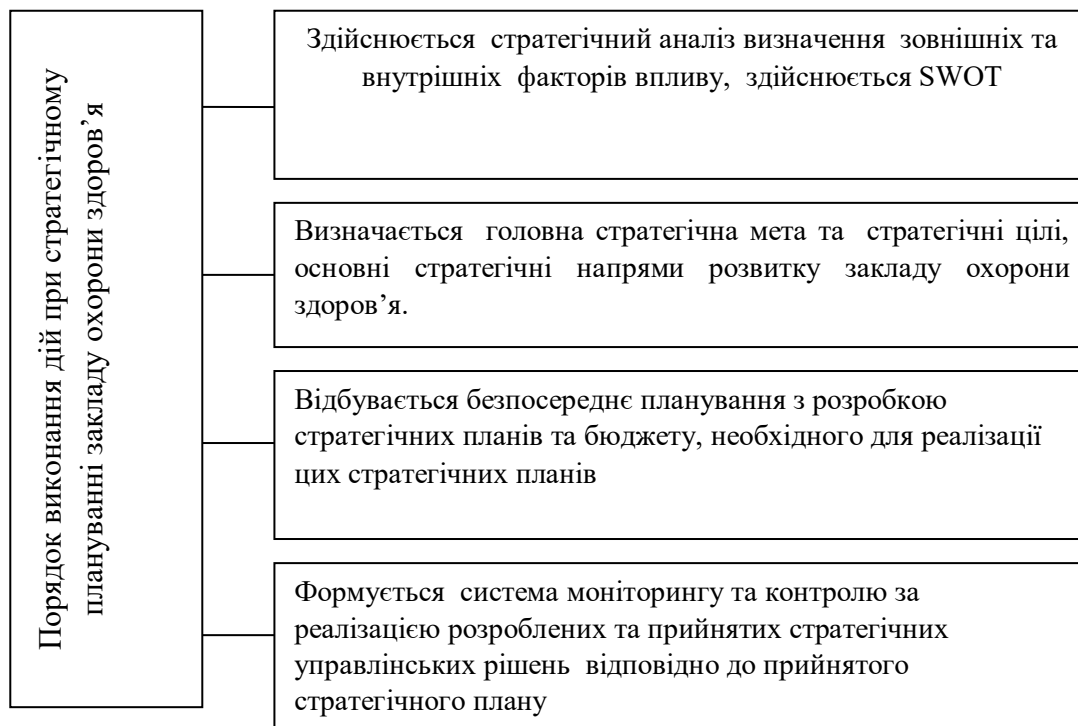 Порядок виконання дій при стратегічному
плануванні закладу охорони здоров’я
Здійснюється стратегічний аналіз визначення зовнішніх та
внутрішніх факторів впливу, здійснюється SWOT
Визначається головна стратегічна мета та стратегічні цілі,
основні стратегічні напрями розвитку закладу охорони
здоров’я.
Відбувається безпосереднє планування з розробкою
стратегічних планів та бюджету, необхідного для реалізації
цих стратегічних планів
Формується система моніторингу та контролю за
реалізацією розроблених та прийнятих стратегічних
управлінських рішень відповідно до прийнятого
стратегічного плану